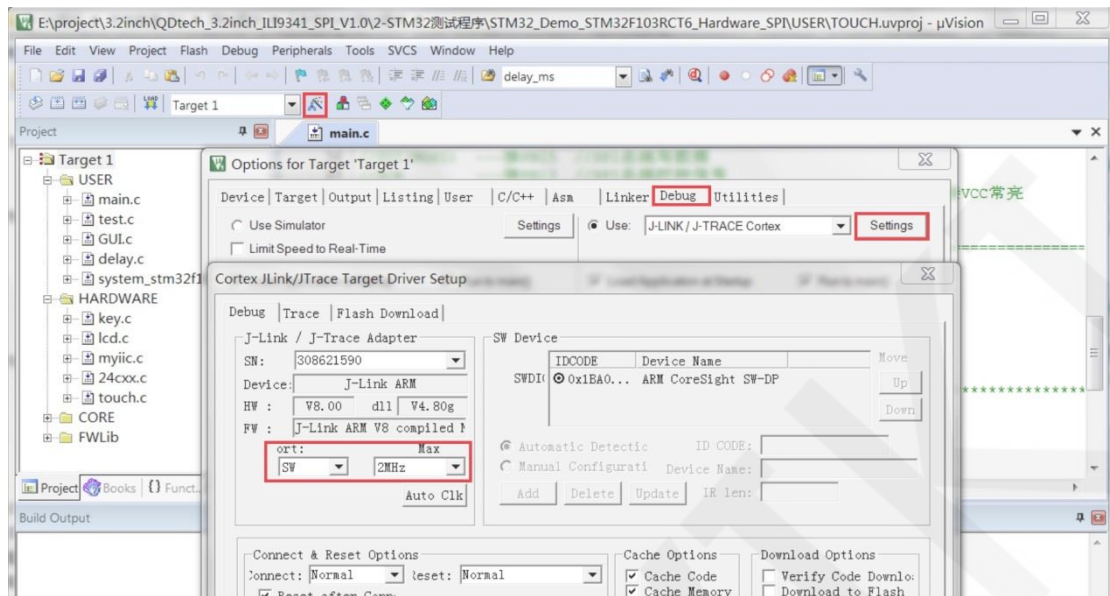 E:\project\3.2inch\QDtech_3.2inch_ILI9341_SPI_V1.0\2-STM32测试程序\STM32_Demo_STM32F103RCT6_Hardware_SPI\USER\TOUCH.uvproj - µVision
File Edit View Project Flash Debug Peripherals Tools SVCS Window Help
delay_ms
LOAD Target 1
Project
main.c
Target 1
USER
main.c
test.c
GUI.c
delay.c
system_stm32f1
HARDWARE
key.c
lcd.c
myiic.c
24cxx.c
touch.c
CORE
FWLib
Project Books {} Funct...
Build Output
VCC常亮
Options for Target 'Target 1'
Device Target Output Listing User C/C++ Asm Linker Debug Utilities
Use Simulator Settings Use: J-LINK / J-TRACE Cortex Settings
Limit Speed to Real-Time
Cortex JLink/JTrace Target Driver Setup
Debug Trace Flash Download
J-Link / J-Trace Adapter
SN: 308621590
Device: J-Link ARM
HW : V8.00 dll V4.80g
FW : J-Link ARM V8 compiled M
ort: Max
SW 2MHz
Auto Clk
SW Device
IDCODE Device Name Move
SWDI( 0x1BA0... ARM CoreSight SW-DP Up
Down
Automatic Detectic ID CODE:
Manual Configurati Device Name:
Add Delete Update IR len:
Connect & Reset Options
Connect: Normal Reset: Normal
Reset after Conn
Cache Options
Cache Code
Cache Memory
Download Options
Verify Code Downlo:
Download to Flash